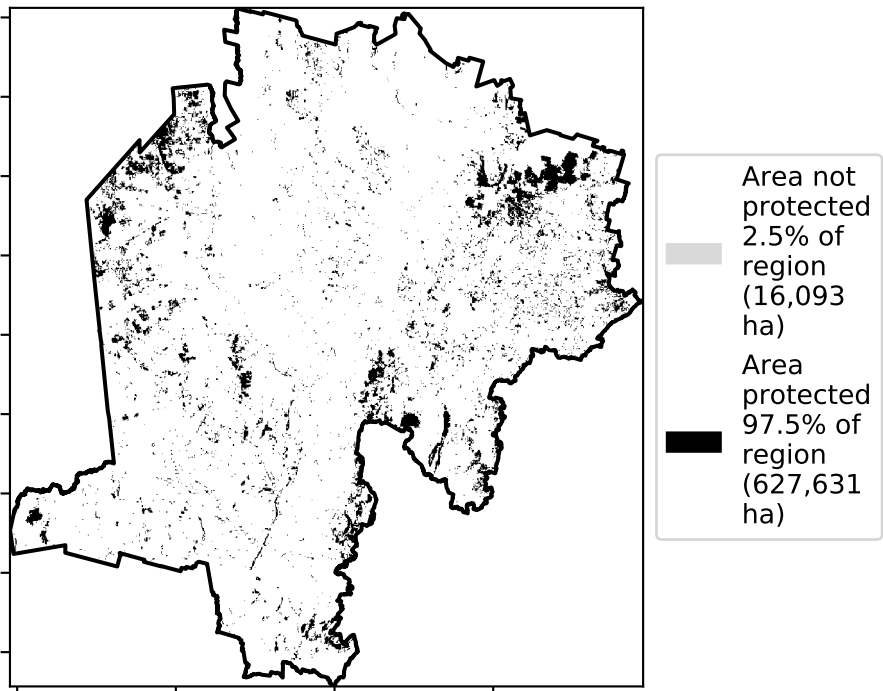 Area not
protected
2.5% of
region
(16,093
ha)
Area
protected
97.5% of
region
(627,631
ha)